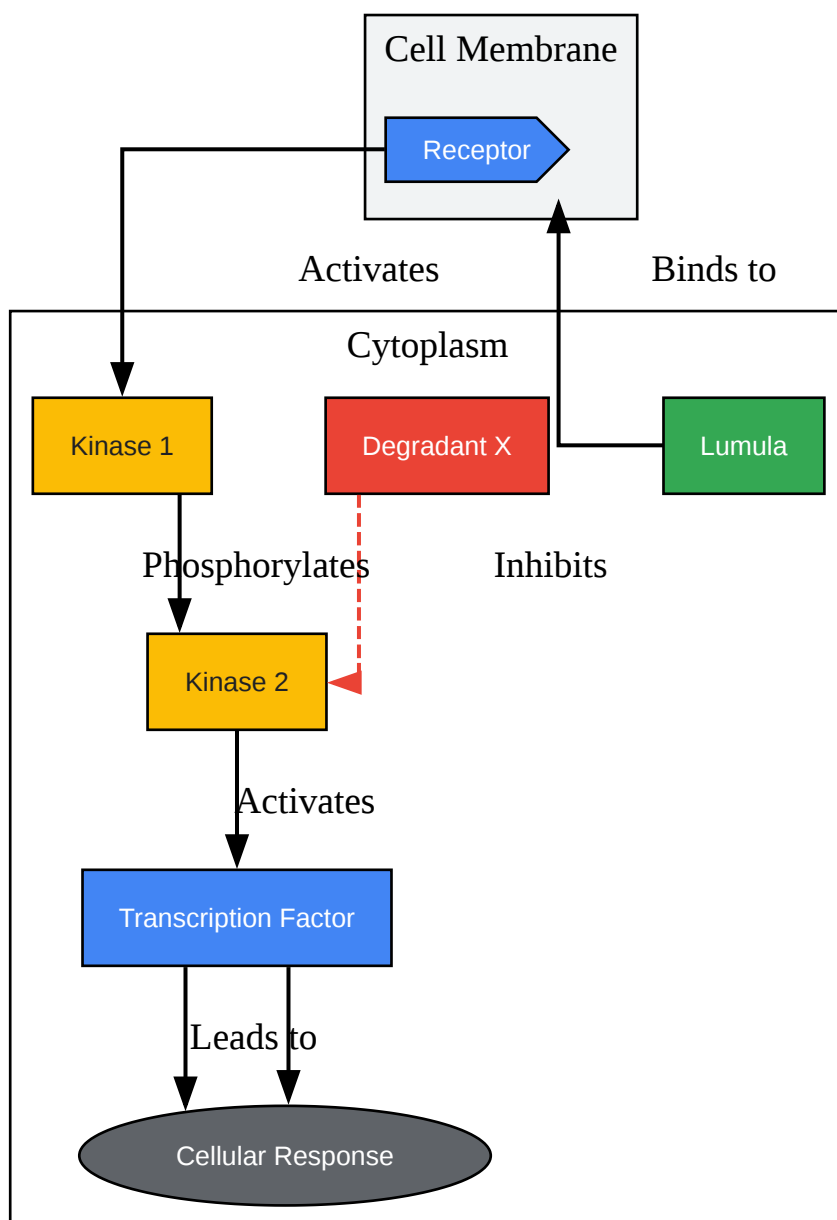 Cell Membrane
Receptor
Activates
Binds to
Cytoplasm
Kinase 1
Degradant X
Lumula
Phosphorylates
Inhibits
Kinase 2
Activates
Transcription Factor
Leads to
Cellular Response